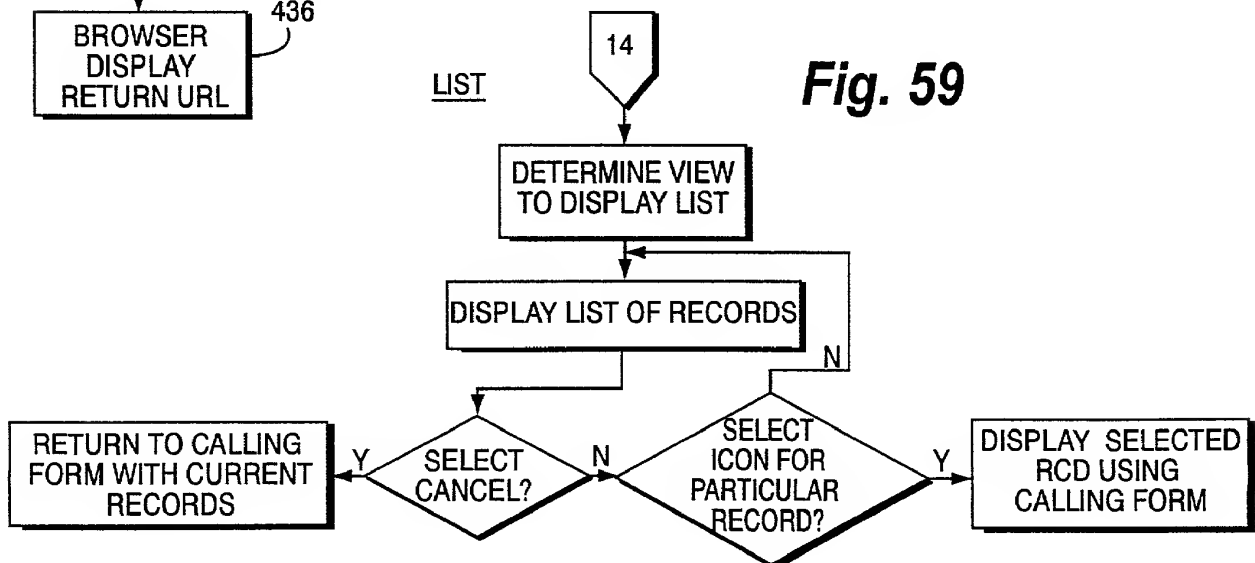 436
BROWSER
DISPLAY
RETURN URL
14
LIST
Fig. 59
DETERMINE VIEW
TO DISPLAY LIST
DISPLAY LIST OF RECORDS
N
RETURN TO CALLING
FORM WITH CURRENT
RECORDS
Y
SELECT
CANCEL?
N
SELECT
ICON FOR
PARTICULAR
RECORD?
Y
DISPLAY SELECTED
RCD USING
CALLING FORM